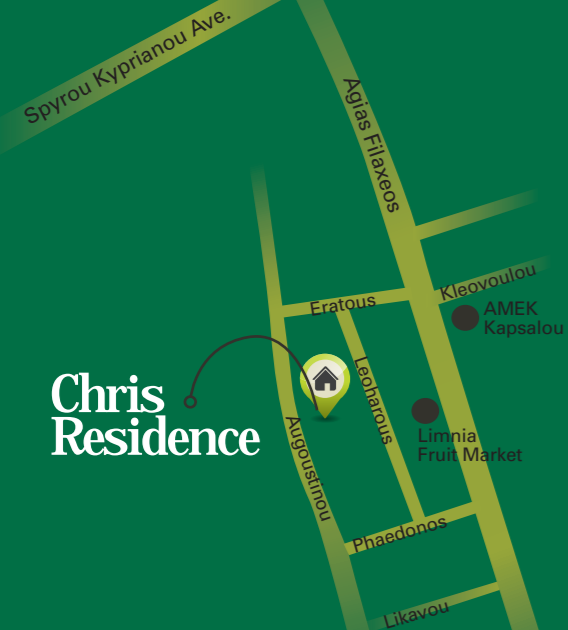 Spyrou Kyprianou Ave.
Agias Filaxeos
Kleovoulou
Eratous
AMEK
Kapsalou
Leoharous
Chris
Residence
Augoustinou
Limnia
Fruit Market
Phaedonos
Likavou